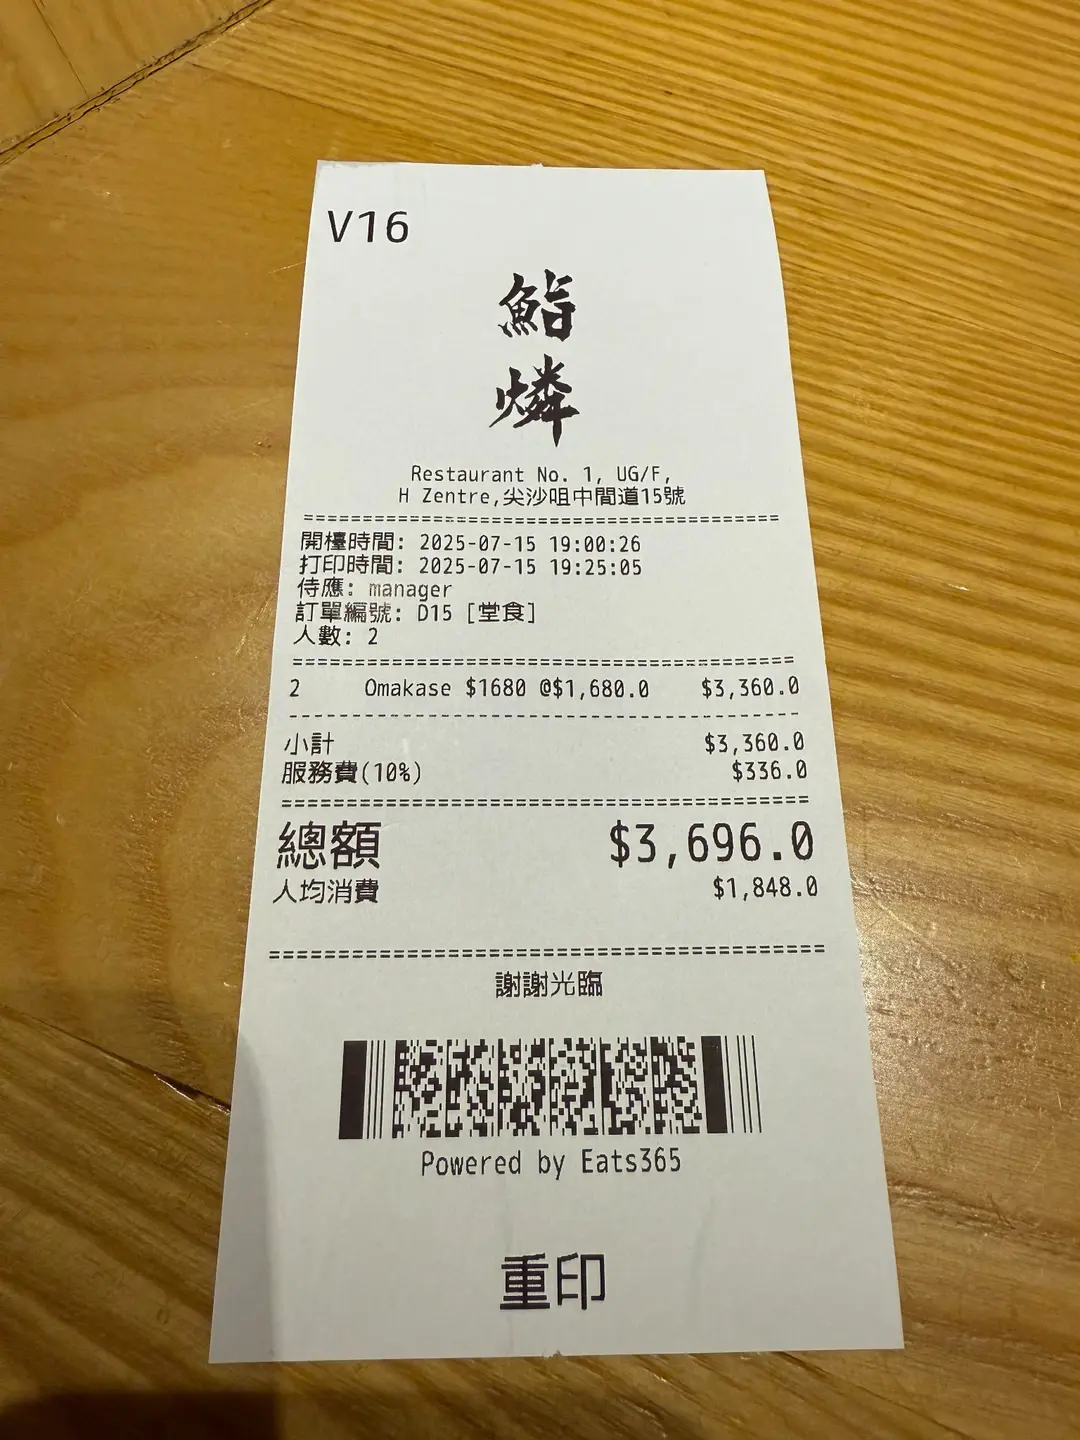 V16
鮨
燐
Restaurant No. 1, UG/F,
H Zentre,尖沙咀中間道15號
開檯時間: 2025-07-15 19:00:26
打印時間: 2025-07-15 19:25:05
侍應: manager
訂單編號: D15 [堂食]
人數: 2
2 Omakase $1680 @$1,680.0 $3,360.0
小計 $3,360.0
服務費(10%) $336.0
總額 $3,696.0
人均消費 $1,848.0
謝謝光臨
Powered by Eats365
重印